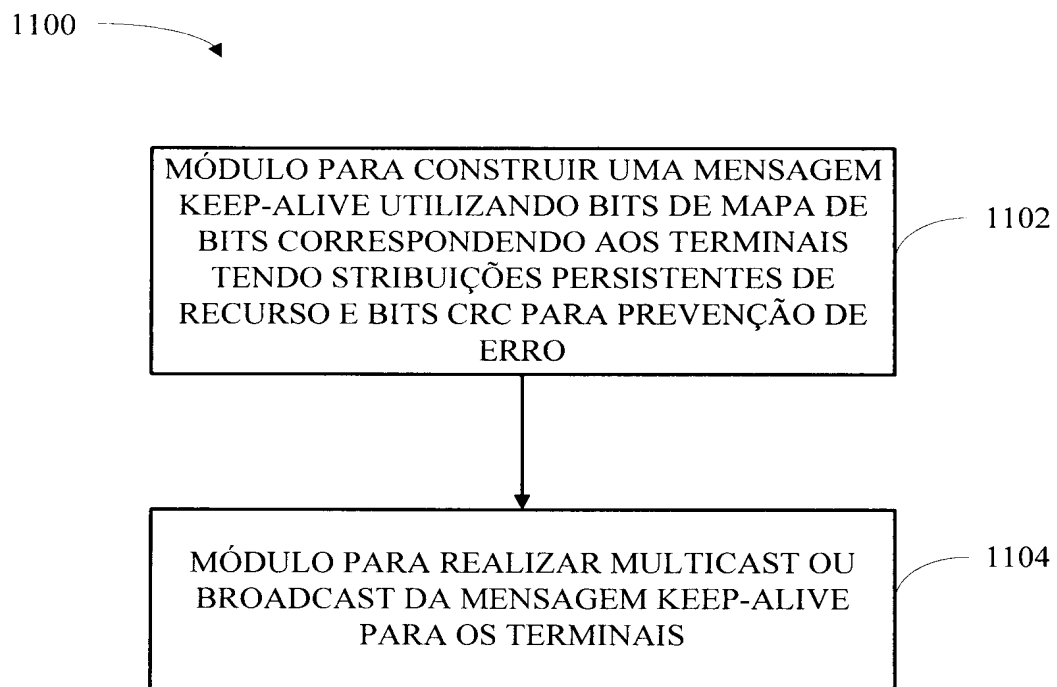 1100
MÓDULO PARA CONSTRUIR UMA MENSAGEM
KEEP-ALIVE UTILIZANDO BITS DE MAPA DE
BITS CORRESPONDENDO AOS TERMINAIS
TENDO STRIBUIÇÕES PERSISTENTES DE
RECURSO E BITS CRC PARA PREVENÇÃO DE
ERRO
1102
MÓDULO PARA REALIZAR MULTICAST OU
BROADCAST DA MENSAGEM KEEP-ALIVE
PARA OS TERMINAIS
1104